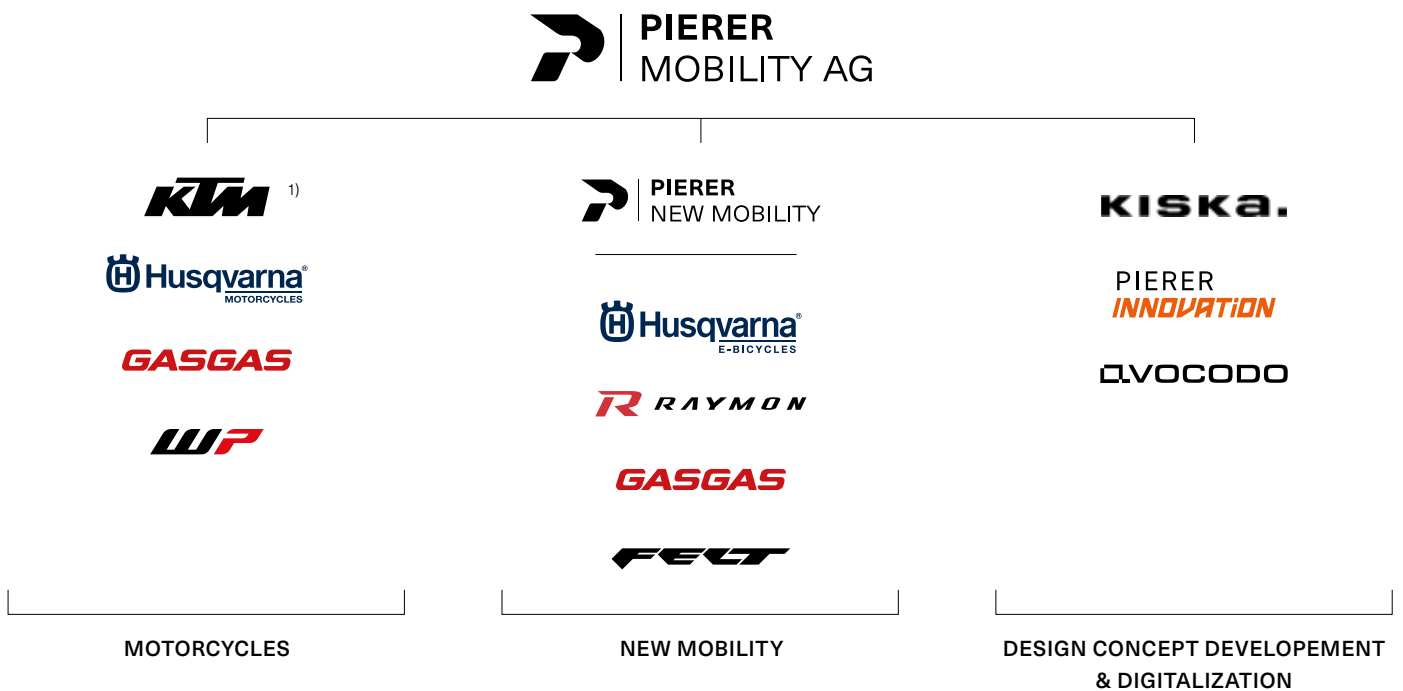 PIERER
MOBILITY AG
KTM 1)
Husqvarna®
MOTORCYCLES
GASGAS
WP
PIERER
NEW MOBILITY
Husqvarna®
E-BICYCLES
R RAYMON
GASGAS
FELT
KISKa.
PIERER
INNOVATiON
aVOCODO
MOTORCYCLES
NEW MOBILITY
DESIGN CONCEPT DEVELOPEMENT
& DIGITALIZATION